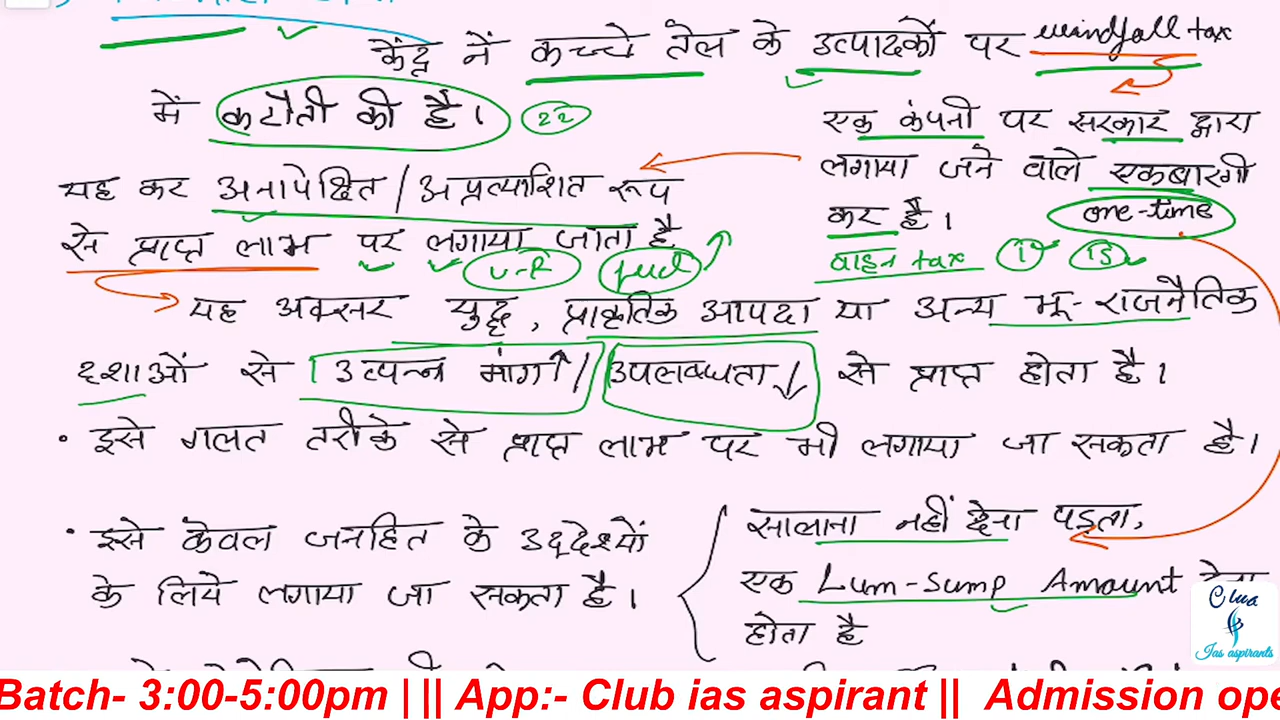 केंद्र में कच्चे तेल के उत्पादकों पर windfall tax
में कटौती की है। 22
एक कंपनी पर सरकार द्वारा
लगाया जने वाले एकबारगी
कर है। one-time
वाइन tax 1 15
यह कर अनापेक्षित / अप्रत्याशित रूप
से प्राप्त लाभ पर लगाया जाता है
U-R fuel
यह अक्सर युद्ध, प्राकृतिक आपदा या अन्य भू-राजनैतिक
दशाओं से उत्पन्न मांग↑/ उपलब्धता↓ से प्राप्त होता है।
• इसे गलत तरीके से प्राप्त लाभ पर भी लगाया जा सकता है।
• इसे केवल जनहित के उद्देश्यों
के लिये लगाया जा सकता है।
सालाना नहीं देना पड़ता,
एक Lum-Sump Amount
होता है
Club
Ias aspirants
Batch- 3:00-5:00pm | || App:- Club ias aspirant || Admission ope